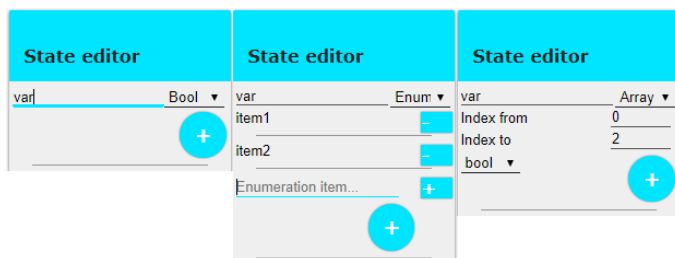 State editor
var Bool ▼
+
State editor
var Enum ▼
item1 −
item2 −
Enumeration item... +
+
State editor
var Array ▼
Index from 0
Index to 2
bool ▼
+